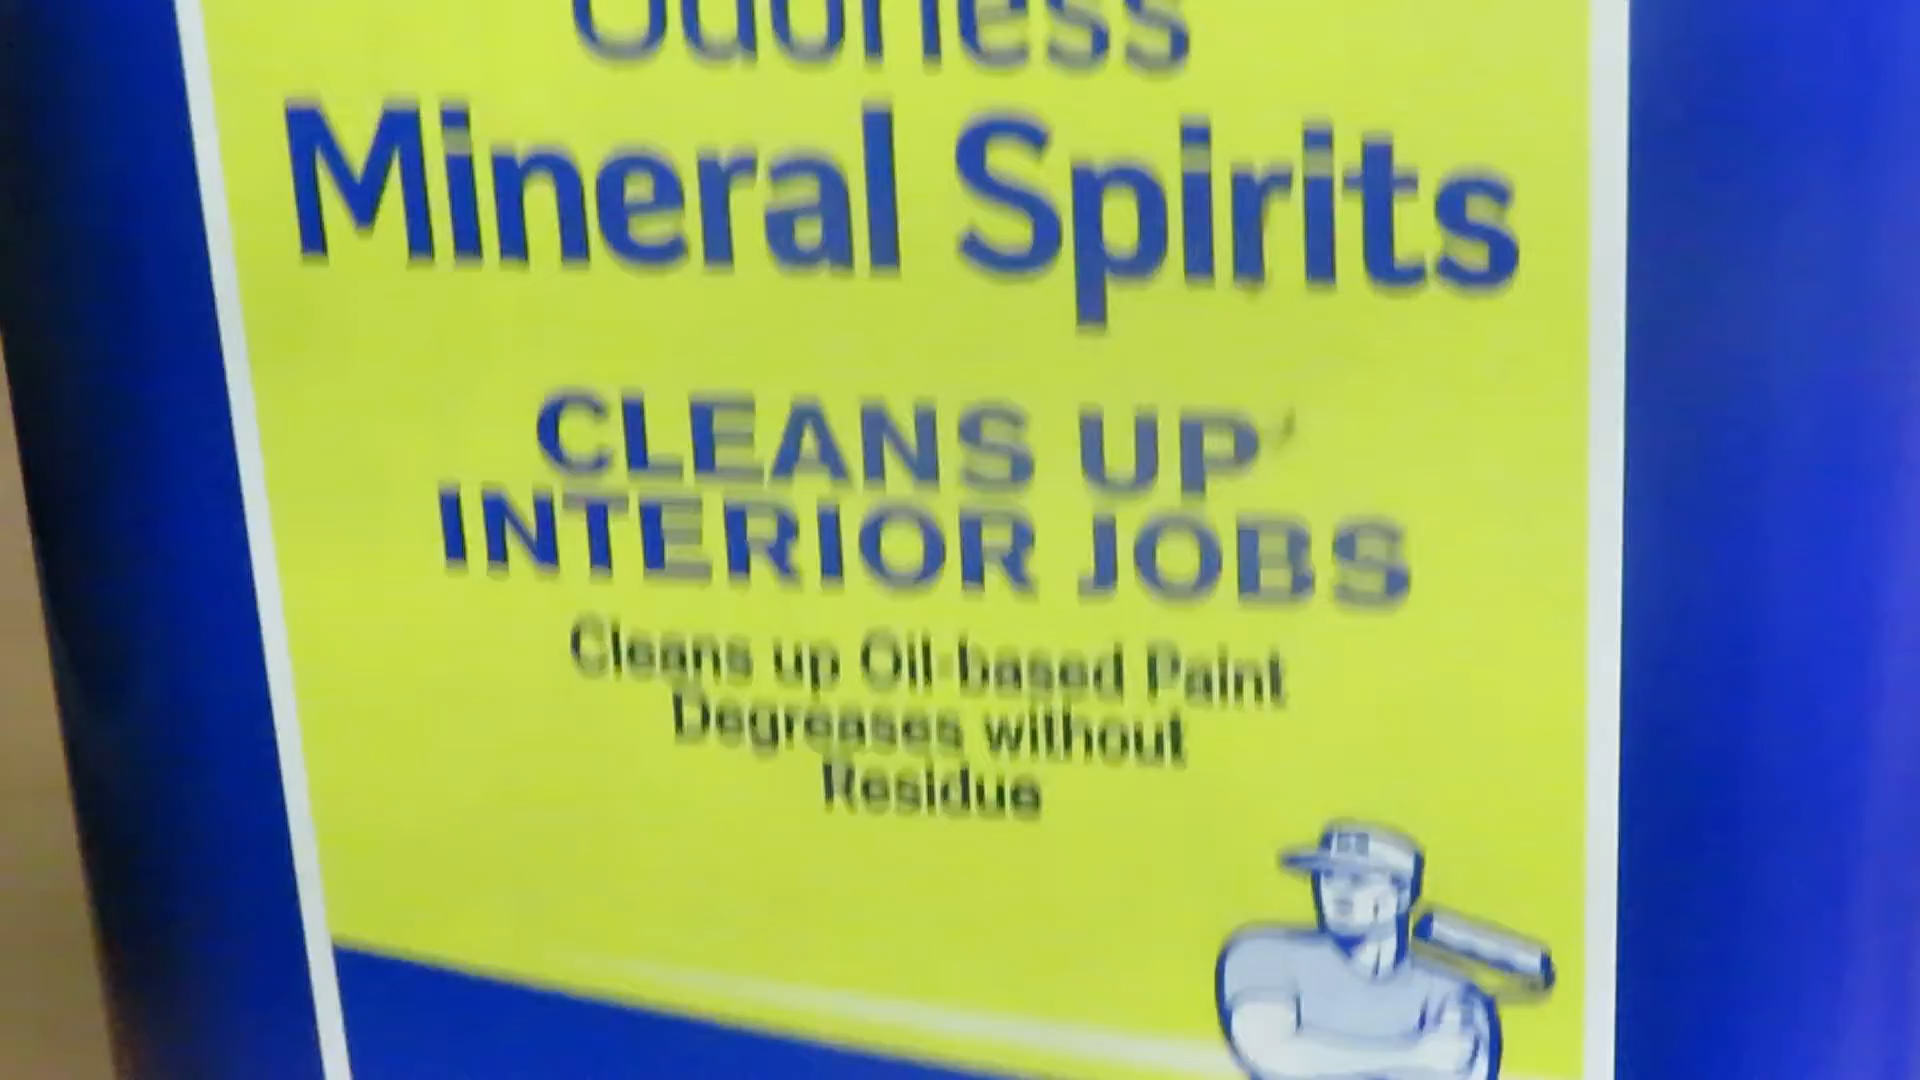 Odorless
Mineral Spirits
CLEANS UP
INTERIOR JOBS
Cleans up Oil-based Paint
Degreases without
Residue